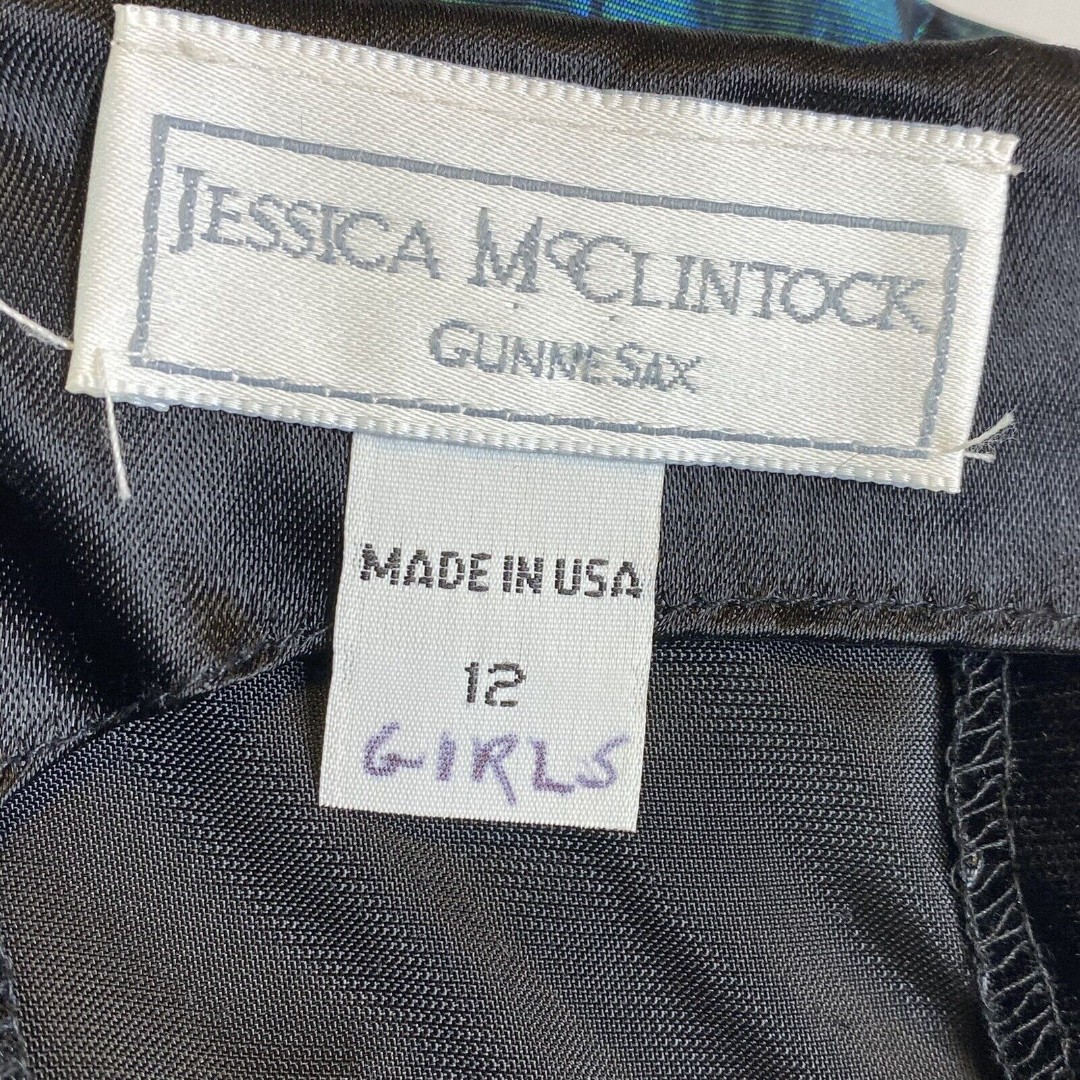 JESSICA McCLINTOCK
GUNNE SAX
MADE IN USA
12
GIRLS